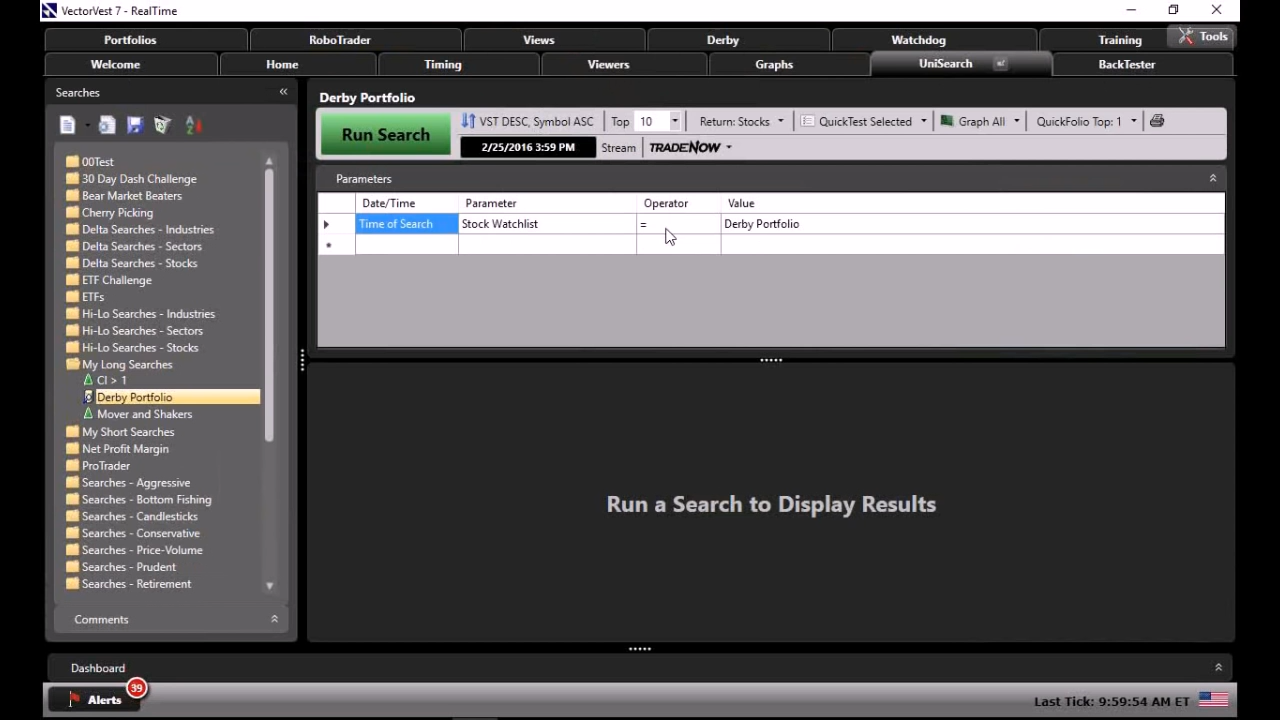 VectorVest 7 - RealTime
Portfolios RoboTrader Views Derby Watchdog Training Tools
Welcome Home Timing Viewers Graphs UniSearch BackTester
Searches
00Test
30 Day Dash Challenge
Bear Market Beaters
Cherry Picking
Delta Searches - Industries
Delta Searches - Sectors
Delta Searches - Stocks
ETF Challenge
ETFs
Hi-Lo Searches - Industries
Hi-Lo Searches - Sectors
Hi-Lo Searches - Stocks
My Long Searches
CI > 1
Derby Portfolio
Mover and Shakers
My Short Searches
Net Profit Margin
ProTrader
Searches - Aggressive
Searches - Bottom Fishing
Searches - Candlesticks
Searches - Conservative
Searches - Price-Volume
Searches - Prudent
Searches - Retirement
Comments
Derby Portfolio
Run Search
VST DESC, Symbol ASC Top 10 Return: Stocks QuickTest Selected Graph All QuickFolio Top: 1
2/25/2016 3:59 PM Stream TRADENOW
Parameters
Date/Time Parameter Operator Value
Time of Search Stock Watchlist = Derby Portfolio
Run a Search to Display Results
Dashboard
Alerts 39
Last Tick: 9:59:54 AM ET